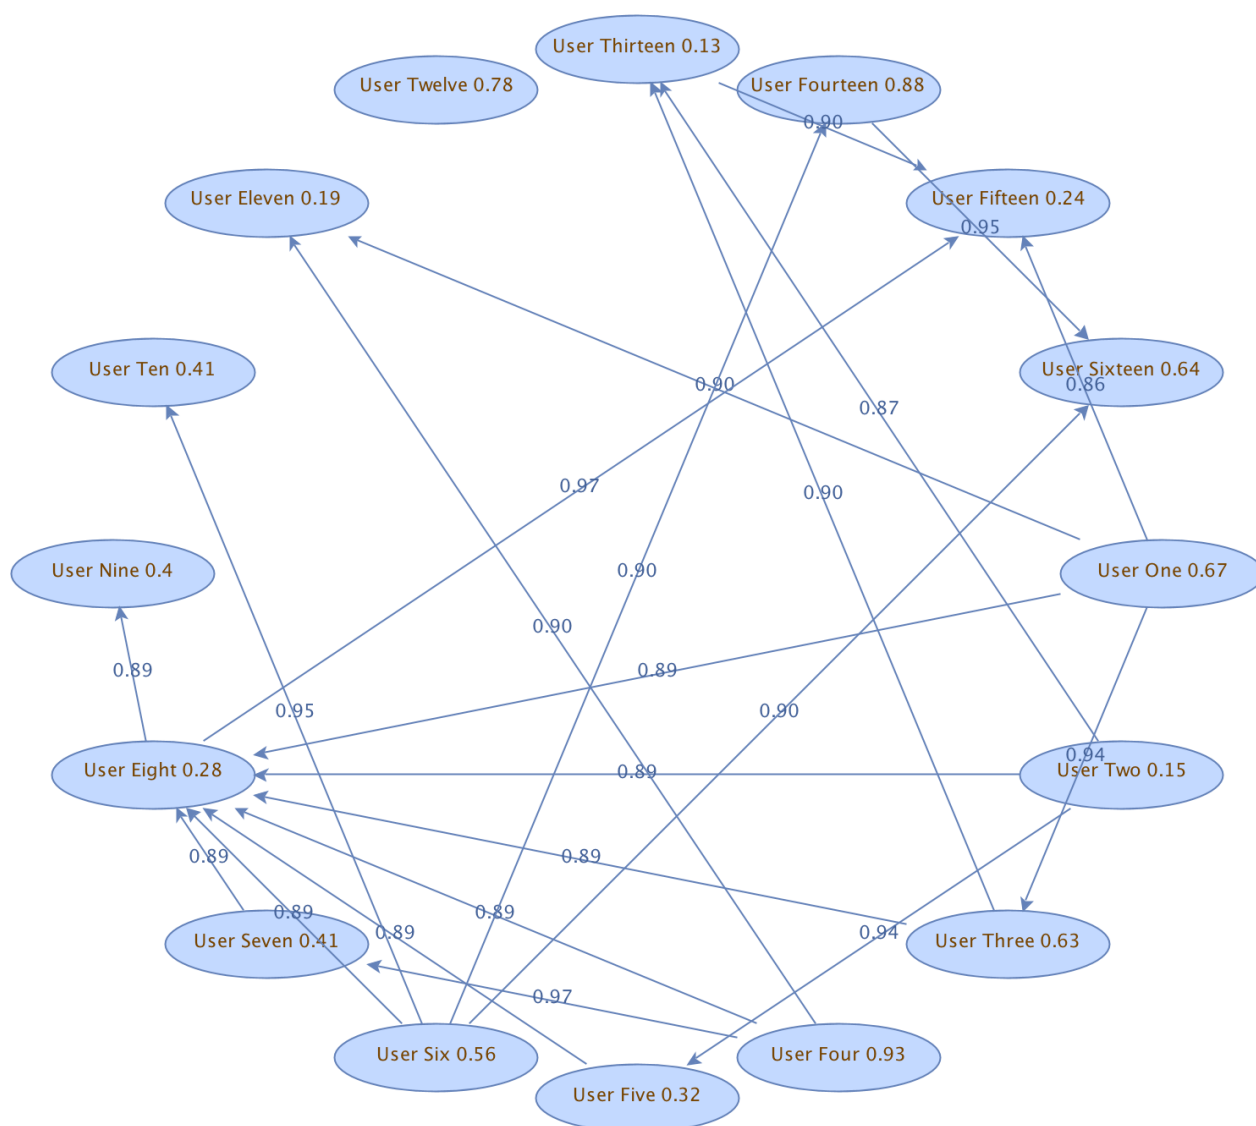 User Thirteen 0.13
User Twelve 0.78
User Fourteen 0.88
0.90
User Eleven 0.19
User Fifteen 0.24
0.95
User Ten 0.41
User Sixteen 0.64
0.90
0.86
0.87
0.97
0.90
User Nine 0.4
0.90
User One 0.67
0.90
0.89
0.89
0.95
0.90
0.94
User Eight 0.28
0.89
User Two 0.15
0.89
0.89
0.89
0.89
0.89
0.94
User Seven 0.41
User Three 0.63
0.97
User Six 0.56
User Four 0.93
User Five 0.32